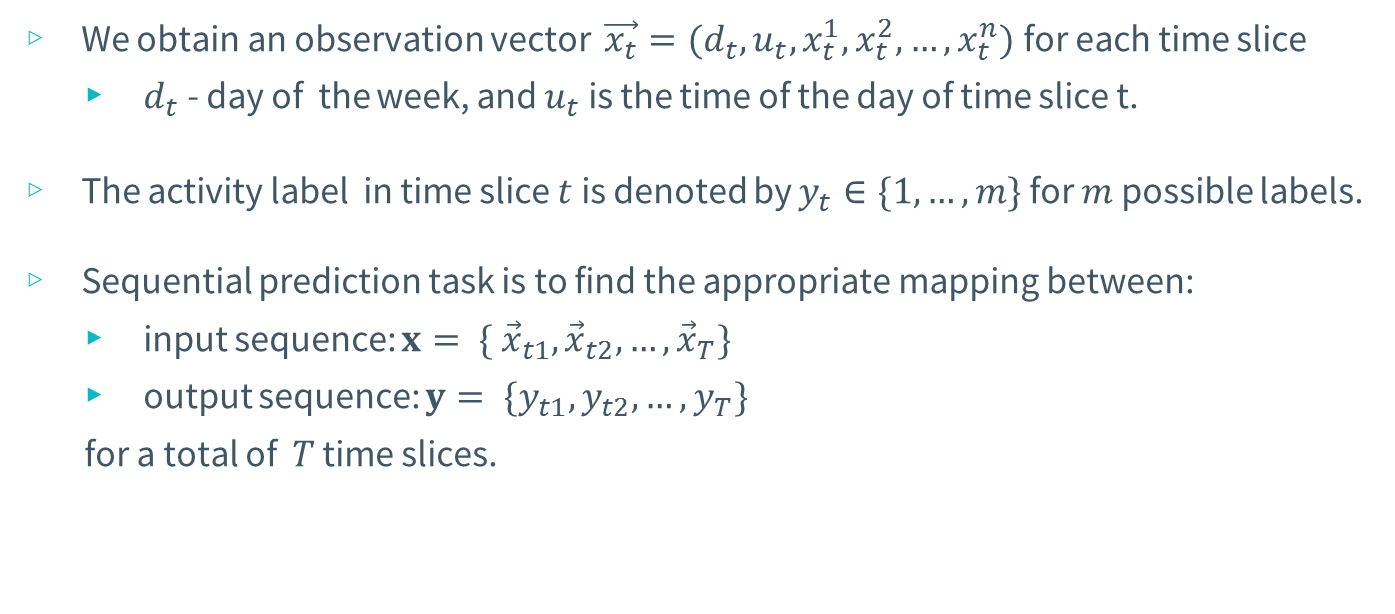 ▷ We obtain an observation vector $\overrightarrow{x_t} = (d_t, u_t, x_t^1, x_t^2, \ldots, x_t^n)$ for each time slice
▶ $d_t$ - day of the week, and $u_t$ is the time of the day of time slice t.
▷ The activity label in time slice $t$ is denoted by $y_t \in \{1, \ldots, m\}$ for $m$ possible labels.
▷ Sequential prediction task is to find the appropriate mapping between:
▶ input sequence: $\mathbf{x} = \{\vec{x}_{t1}, \vec{x}_{t2}, \ldots, \vec{x}_T\}$
▶ output sequence: $\mathbf{y} = \{y_{t1}, y_{t2}, \ldots, y_T\}$
for a total of $T$ time slices.